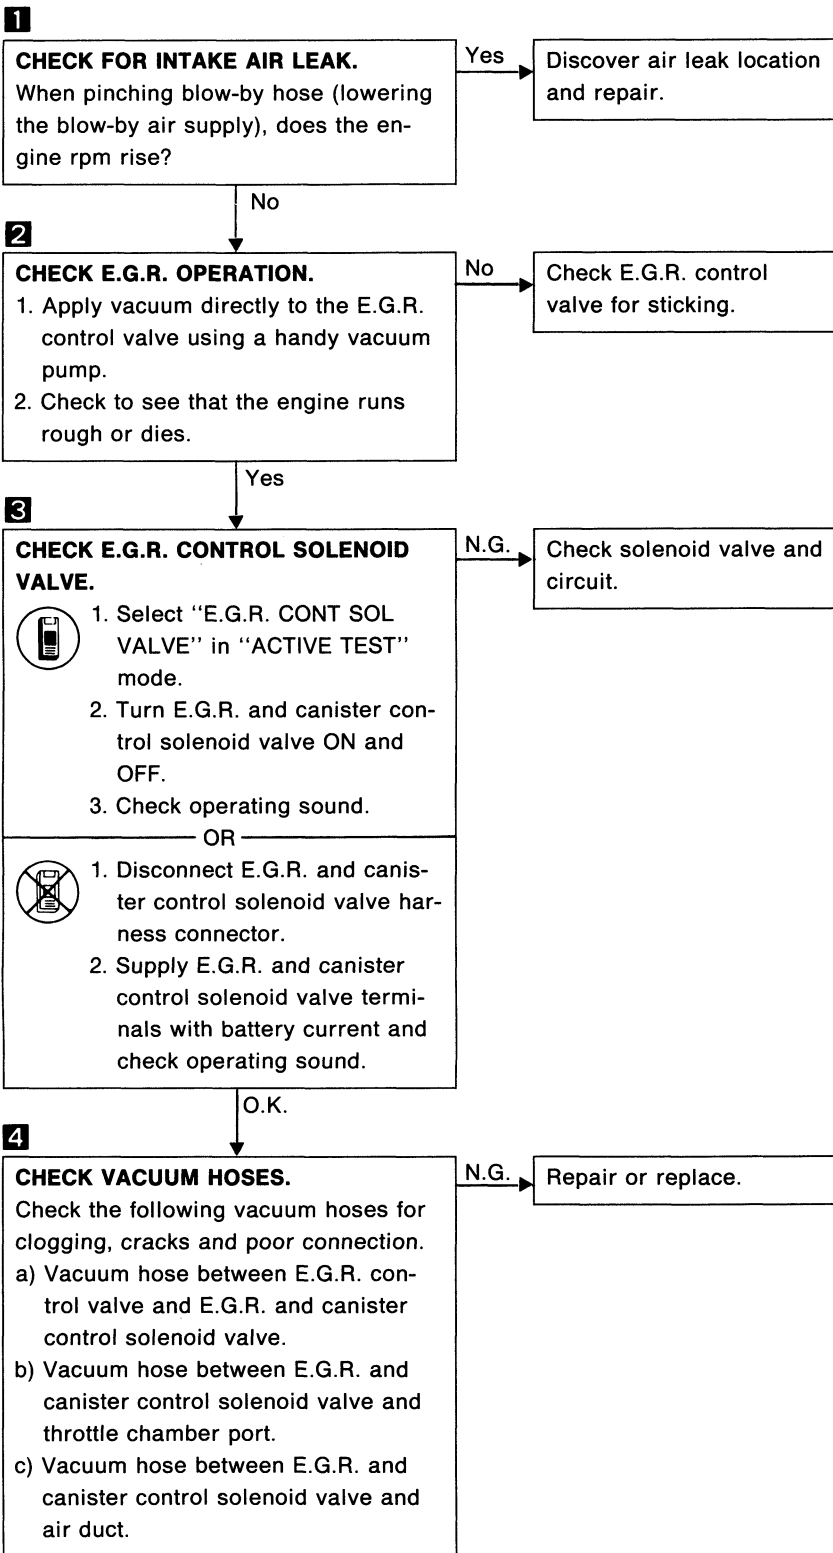 1
CHECK FOR INTAKE AIR LEAK.
When pinching blow-by hose (lowering
the blow-by air supply), does the en-
gine rpm rise?
Yes
Discover air leak location
and repair.
No
2
CHECK E.G.R. OPERATION.
1. Apply vacuum directly to the E.G.R.
control valve using a handy vacuum
pump.
2. Check to see that the engine runs
rough or dies.
No
Check E.G.R. control
valve for sticking.
Yes
3
CHECK E.G.R. CONTROL SOLENOID
VALVE.
1. Select "E.G.R. CONT SOL
VALVE" in "ACTIVE TEST"
mode.
2. Turn E.G.R. and canister con-
trol solenoid valve ON and
OFF.
3. Check operating sound.
OR
1. Disconnect E.G.R. and canis-
ter control solenoid valve har-
ness connector.
2. Supply E.G.R. and canister
control solenoid valve termi-
nals with battery current and
check operating sound.
N.G.
Check solenoid valve and
circuit.
O.K.
4
CHECK VACUUM HOSES.
Check the following vacuum hoses for
clogging, cracks and poor connection.
a) Vacuum hose between E.G.R. con-
trol valve and E.G.R. and canister
control solenoid valve.
b) Vacuum hose between E.G.R. and
canister control solenoid valve and
throttle chamber port.
c) Vacuum hose between E.G.R. and
canister control solenoid valve and
air duct.
N.G.
Repair or replace.